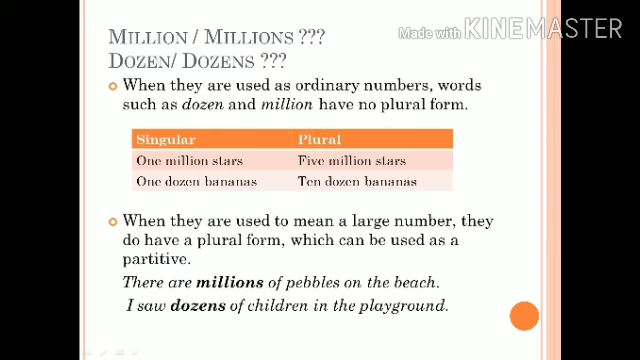 MILLION / MILLIONS ???
Made with KINEMASTER
DOZEN/ DOZENS ???
When they are used as ordinary numbers, words
such as dozen and million have no plural form.
Singular Plural
One million stars Five million stars
One dozen bananas Ten dozen bananas
When they are used to mean a large number, they
do have a plural form, which can be used as a
partitive.
There are millions of pebbles on the beach.
I saw dozens of children in the playground.